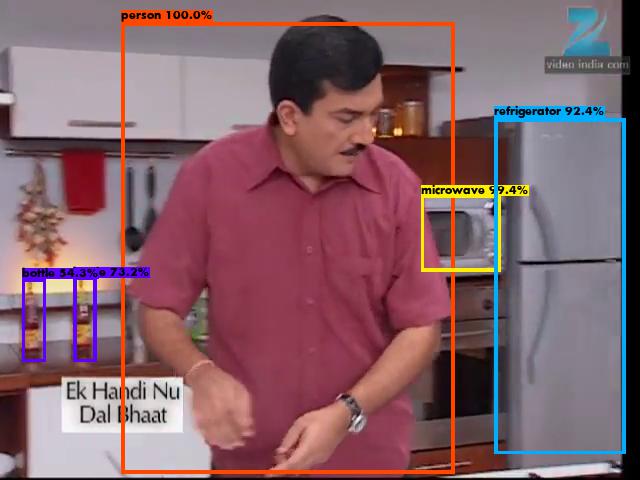 person 100.0%
video india com
refrigerator 92.4%
microwave 99.4%
bottle 54.3%
e 73.2%
Ek Handi Nu
Dal Bhaat